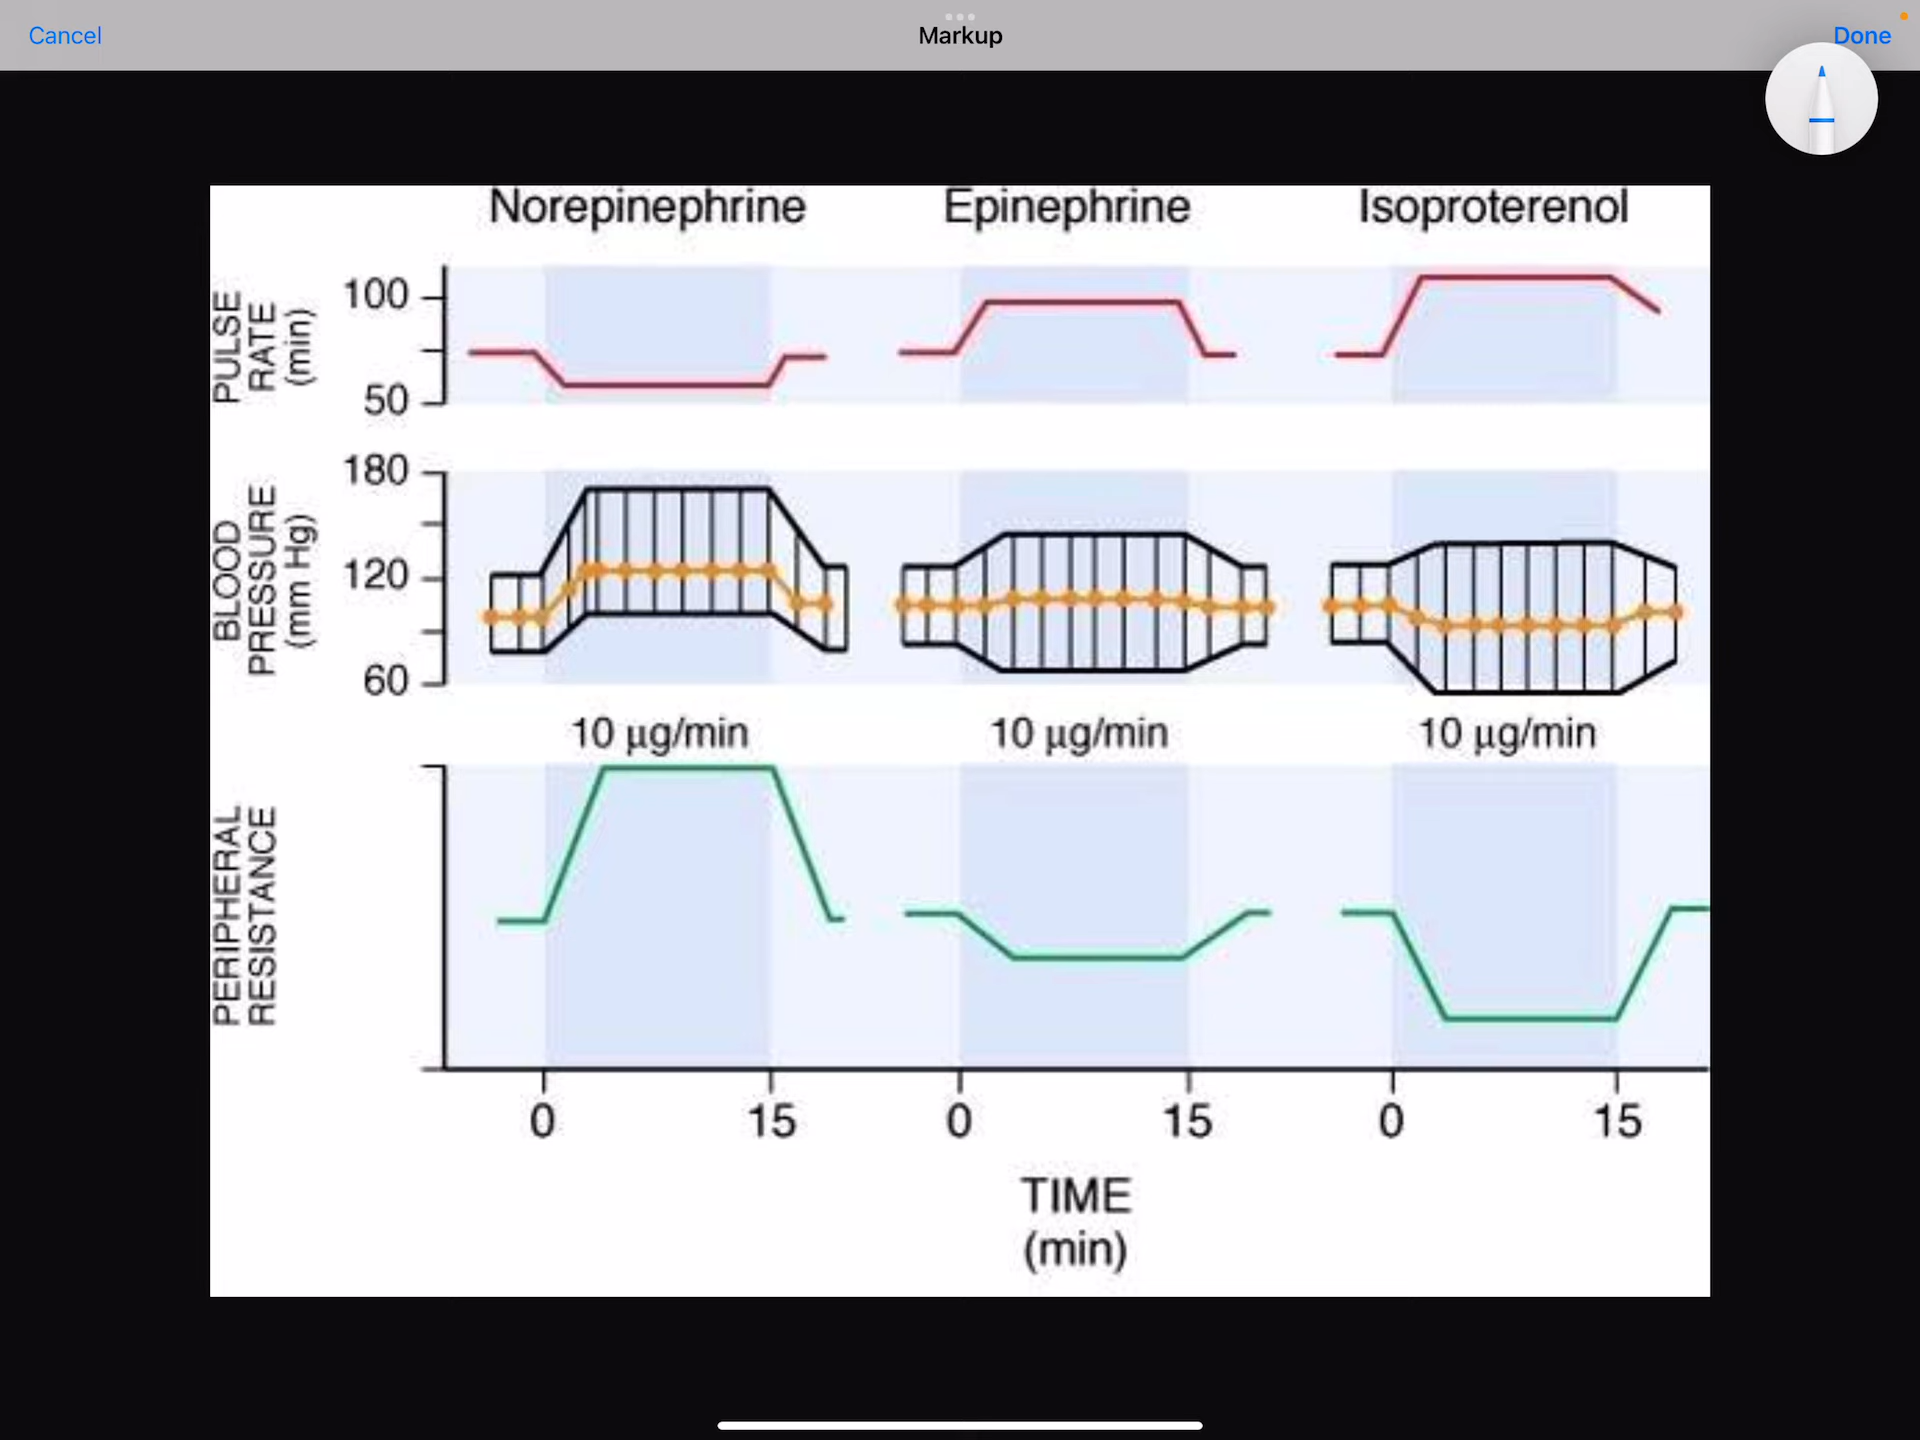 Cancel
Markup
Done
Norepinephrine
Epinephrine
Isoproterenol
PULSE
RATE
(min)
100
50
BLOOD
PRESSURE
(mm Hg)
180
120
60
10 μg/min
10 μg/min
10 μg/min
PERIPHERAL
RESISTANCE
0
15
0
15
0
15
TIME
(min)